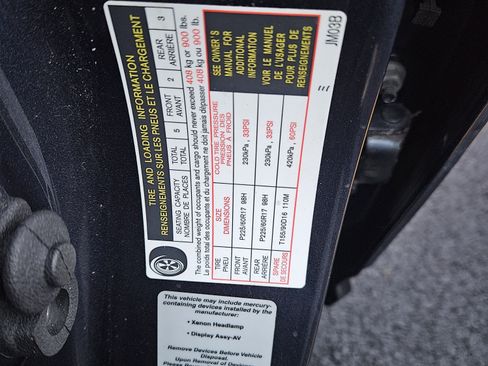 TIRE AND LOADING INFORMATION
RENSEIGNEMENTS SUR LES PNEUS ET LE CHARGEMENT
SEATING CAPACITY TOTAL 5 FRONT 2 REAR 3
NOMBRE DE PLACES TOTAL AVANT ARRIÈRE
The combined weight of occupants and cargo should never exceed 408 kg or 900 lbs.
Le poids total des occupants et du chargement ne doit jamais dépasser 408 kg ou 900 lb.
TIRE SIZE COLD TIRE PRESSURE
PNEU DIMENSIONS PRESSION DES PNEUS À FROID
FRONT P225/60R17 98H 230kPa, 33PSI
AVANT
REAR P225/60R17 98H 230kPa, 33PSI
ARRIÈRE
SPARE T155/90D16 110M 420kPa, 60PSI
DE SECOURS
SEE OWNER'S
MANUAL FOR
ADDITIONAL
INFORMATION
VOIR LE MANUEL
DE L'USAGER
POUR PLUS DE
RENSEIGNEMENTS
JM03B
This vehicle may include mercury-
containing devices installed by the
manufacturer:
• Xenon Headlamp
• Display Assy-AV
Remove Devices Before Vehicle
Disposal.
Upon Removal of Devices